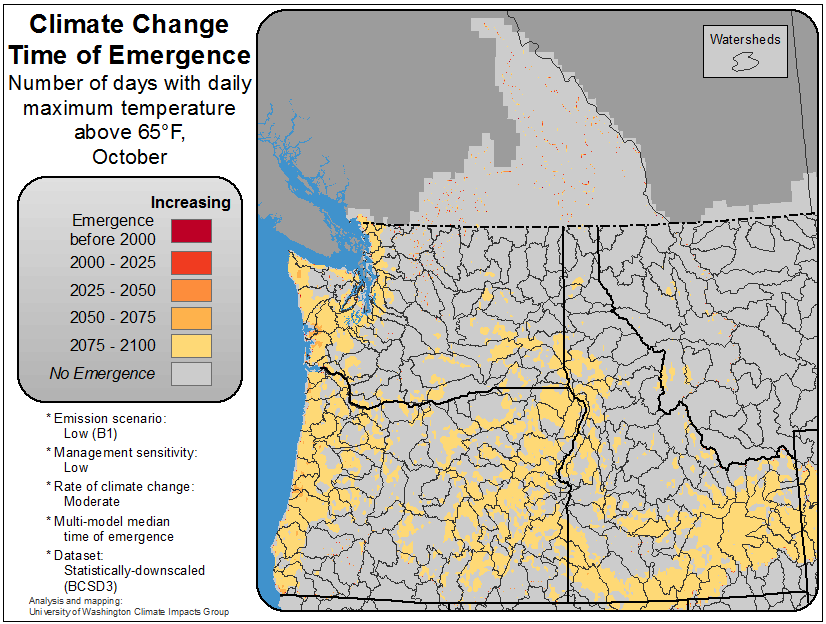 Climate Change
Time of Emergence
Number of days with daily
maximum temperature
above 65°F,
October
Increasing
Emergence
before 2000
2000 - 2025
2025 - 2050
2050 - 2075
2075 - 2100
No Emergence
* Emission scenario:
Low (B1)
* Management sensitivity:
Low
* Rate of climate change:
Moderate
* Multi-model median
time of emergence
* Dataset:
Statistically-downscaled
(BCSD3)
Analysis and mapping:
University of Washington Climate Impacts Group
Watersheds